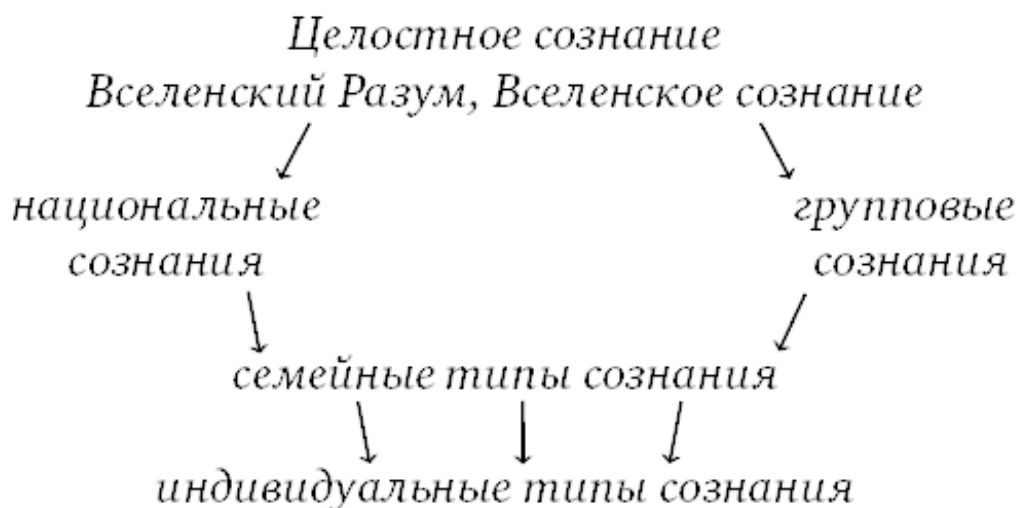 Целостное сознание
Вселенский Разум, Вселенское сознание
национальные
сознания
групповые
сознания
семейные типы сознания
индивидуальные типы сознания